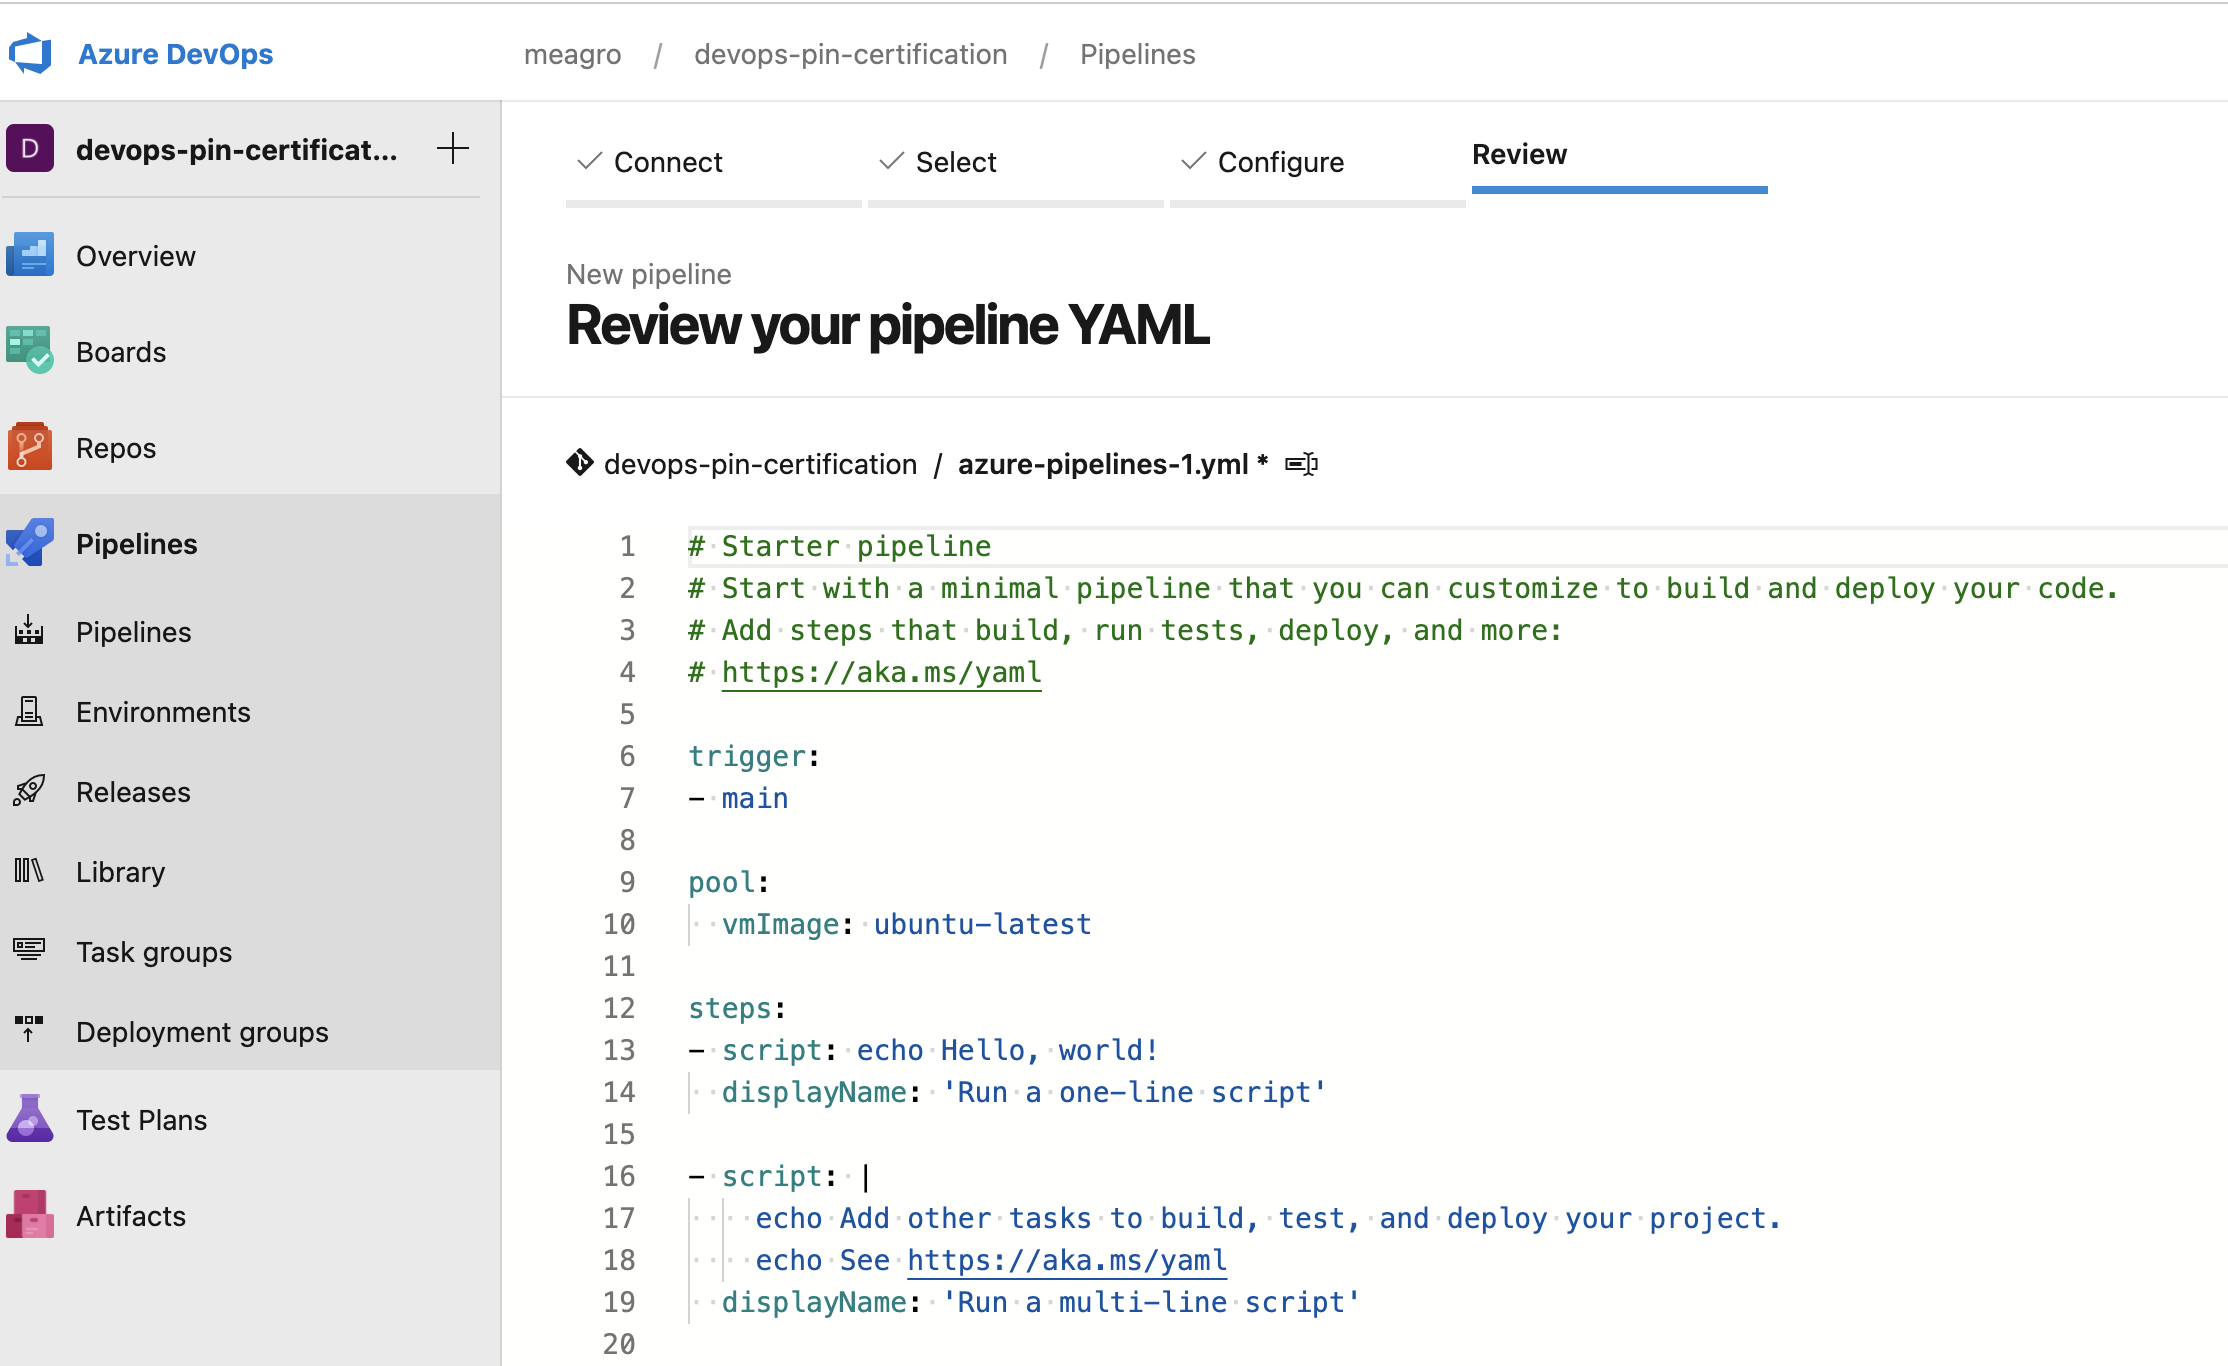 Azure DevOps
meagro / devops-pin-certification / Pipelines
D devops-pin-certificat... +
Overview
Boards
Repos
Pipelines
Pipelines
Environments
Releases
Library
Task groups
Deployment groups
Test Plans
Artifacts
Connect Select Configure Review
New pipeline
Review your pipeline YAML
devops-pin-certification / azure-pipelines-1.yml *
1 # Starter pipeline
2 # Start with a minimal pipeline that you can customize to build and deploy your code.
3 # Add steps that build, run tests, deploy, and more:
4 # https://aka.ms/yaml
5
6 trigger:
7 - main
8
9 pool:
10   vmImage: ubuntu-latest
11
12 steps:
13 - script: echo Hello, world!
14   displayName: 'Run a one-line script'
15
16 - script: |
17     echo Add other tasks to build, test, and deploy your project.
18     echo See https://aka.ms/yaml
19   displayName: 'Run a multi-line script'
20